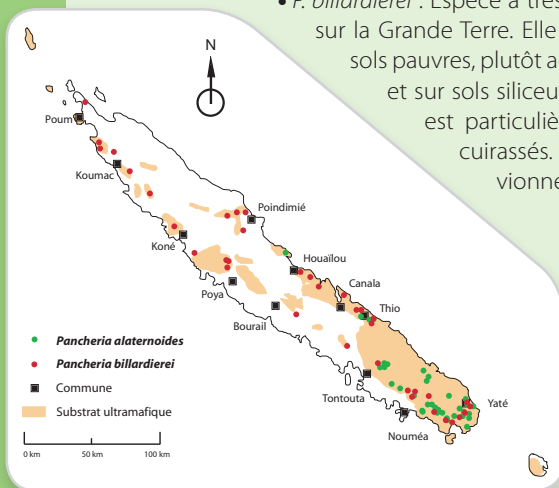 • P. billardierei : Espèce à très
sur la Grande Terre. Elle
sols pauvres, plutôt a
et sur sols siliceu
est particuliè
cuirassés.
vionne
N
Poum
Koumac
Poindimié
Koné
Houaïlou
Canala
Poya
Thio
Bourail
Tontouta
Yaté
Nouméa
Pancheria alaternoides
Pancheria billardierei
Commune
Substrat ultramafique
0 km 50 km 100 km